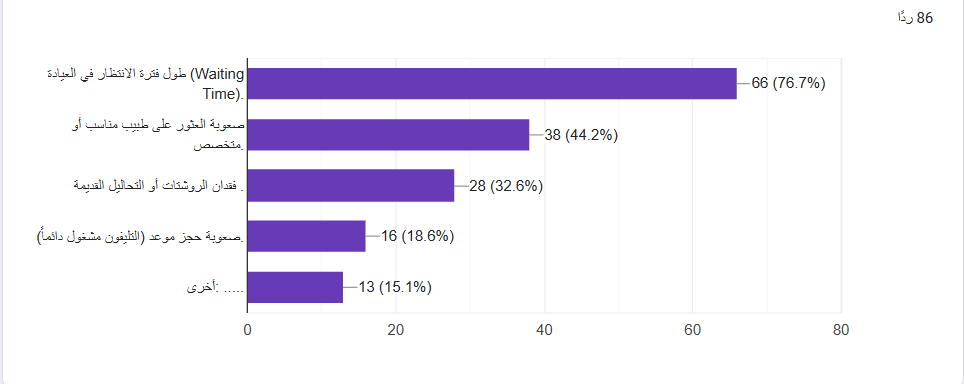 86 ردًا
طول فترة الانتظار في العيادة (Waiting
Time).
66 (76.7%)
صعوبة العثور على طبيب مناسب أو
متخصص.
38 (44.2%)
فقدان الروشتات أو التحاليل القديمة .
28 (32.6%)
صعوبة حجز موعد (التليفون مشغول دائماً).
16 (18.6%)
أخرى: .....
13 (15.1%)
0 20 40 60 80